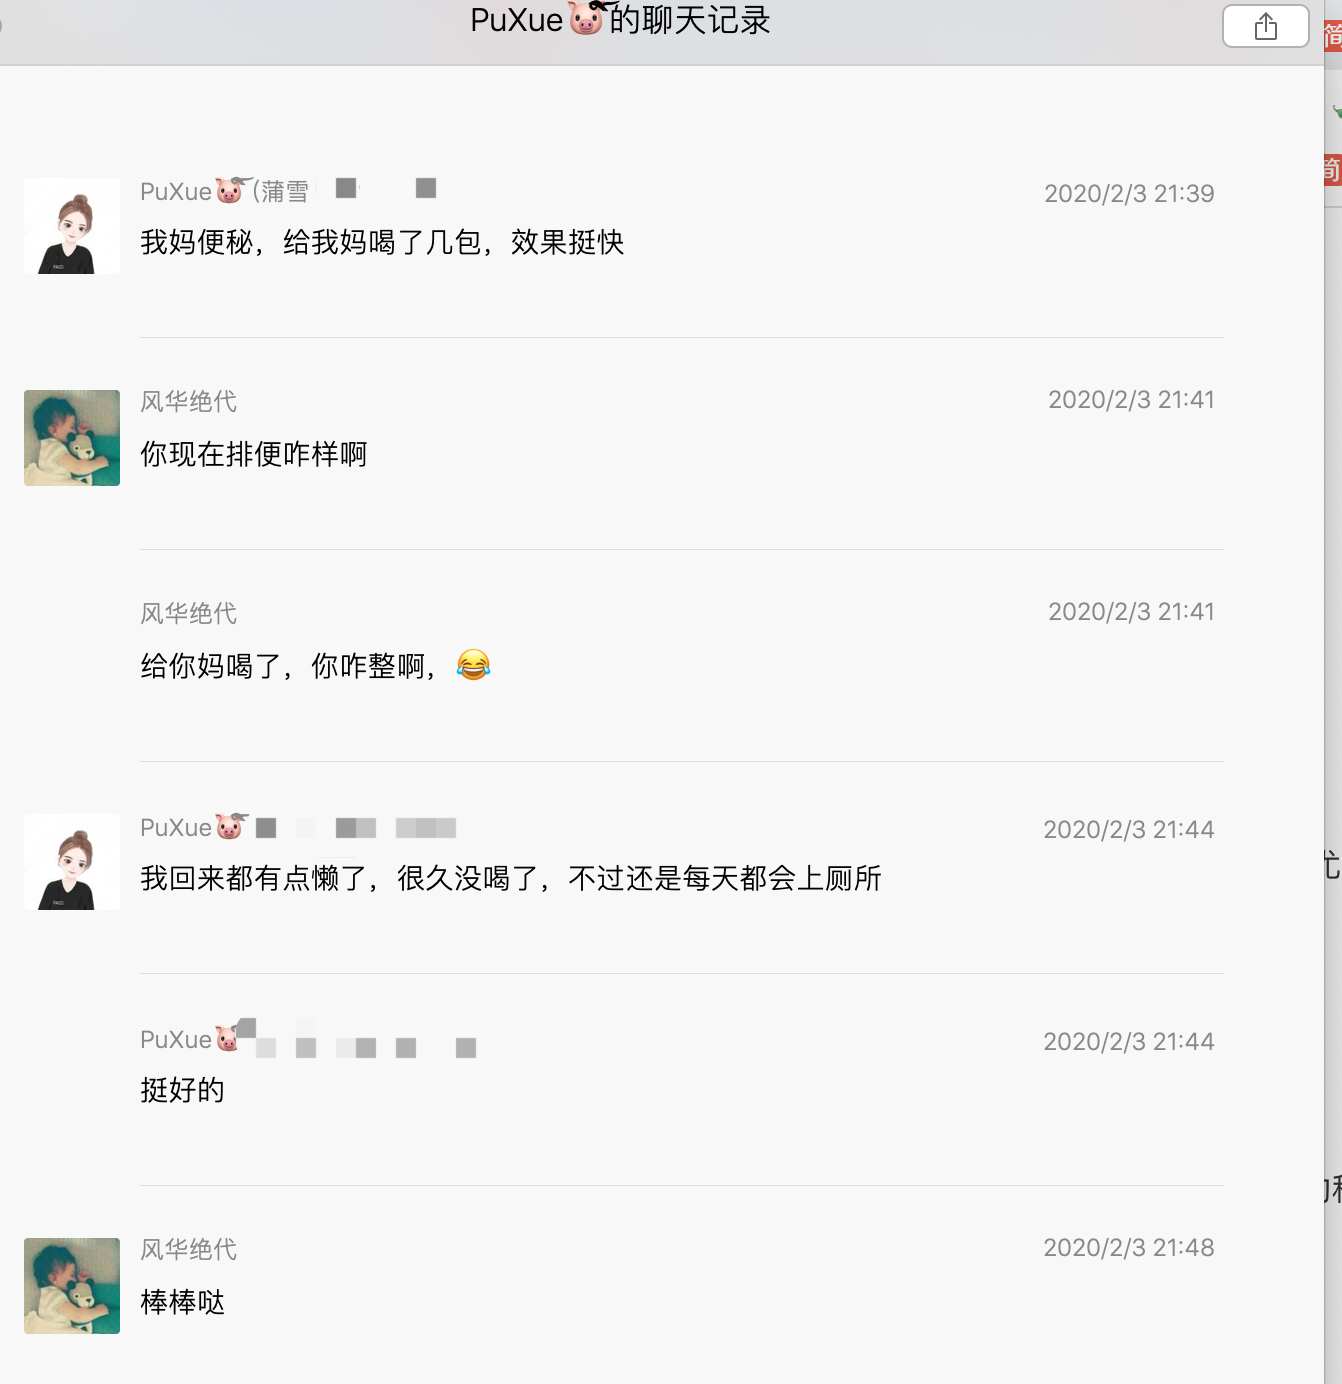 PuXue🐷的聊天记录
简
PuXue🐷(蒲雪
2020/2/3 21:39
我妈便秘，给我妈喝了几包，效果挺快
简
风华绝代
2020/2/3 21:41
你现在排便咋样啊
风华绝代
2020/2/3 21:41
给你妈喝了，你咋整啊，😂
PuXue🐷
2020/2/3 21:44
我回来都有点懒了，很久没喝了，不过还是每天都会上厕所
PuXue🐷
2020/2/3 21:44
挺好的
风华绝代
2020/2/3 21:48
棒棒哒